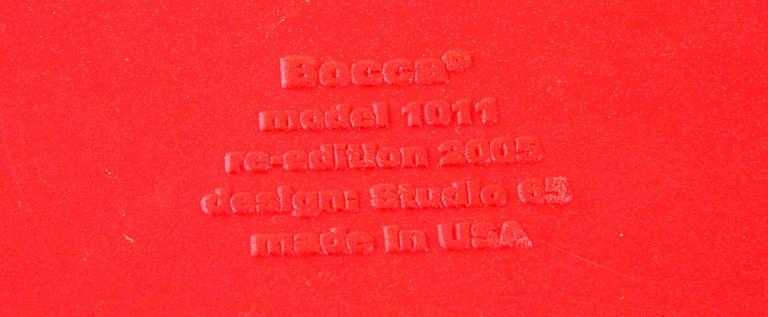 Bocca®
model 1011
re-edition 2005
design: Studio 65
made in USA